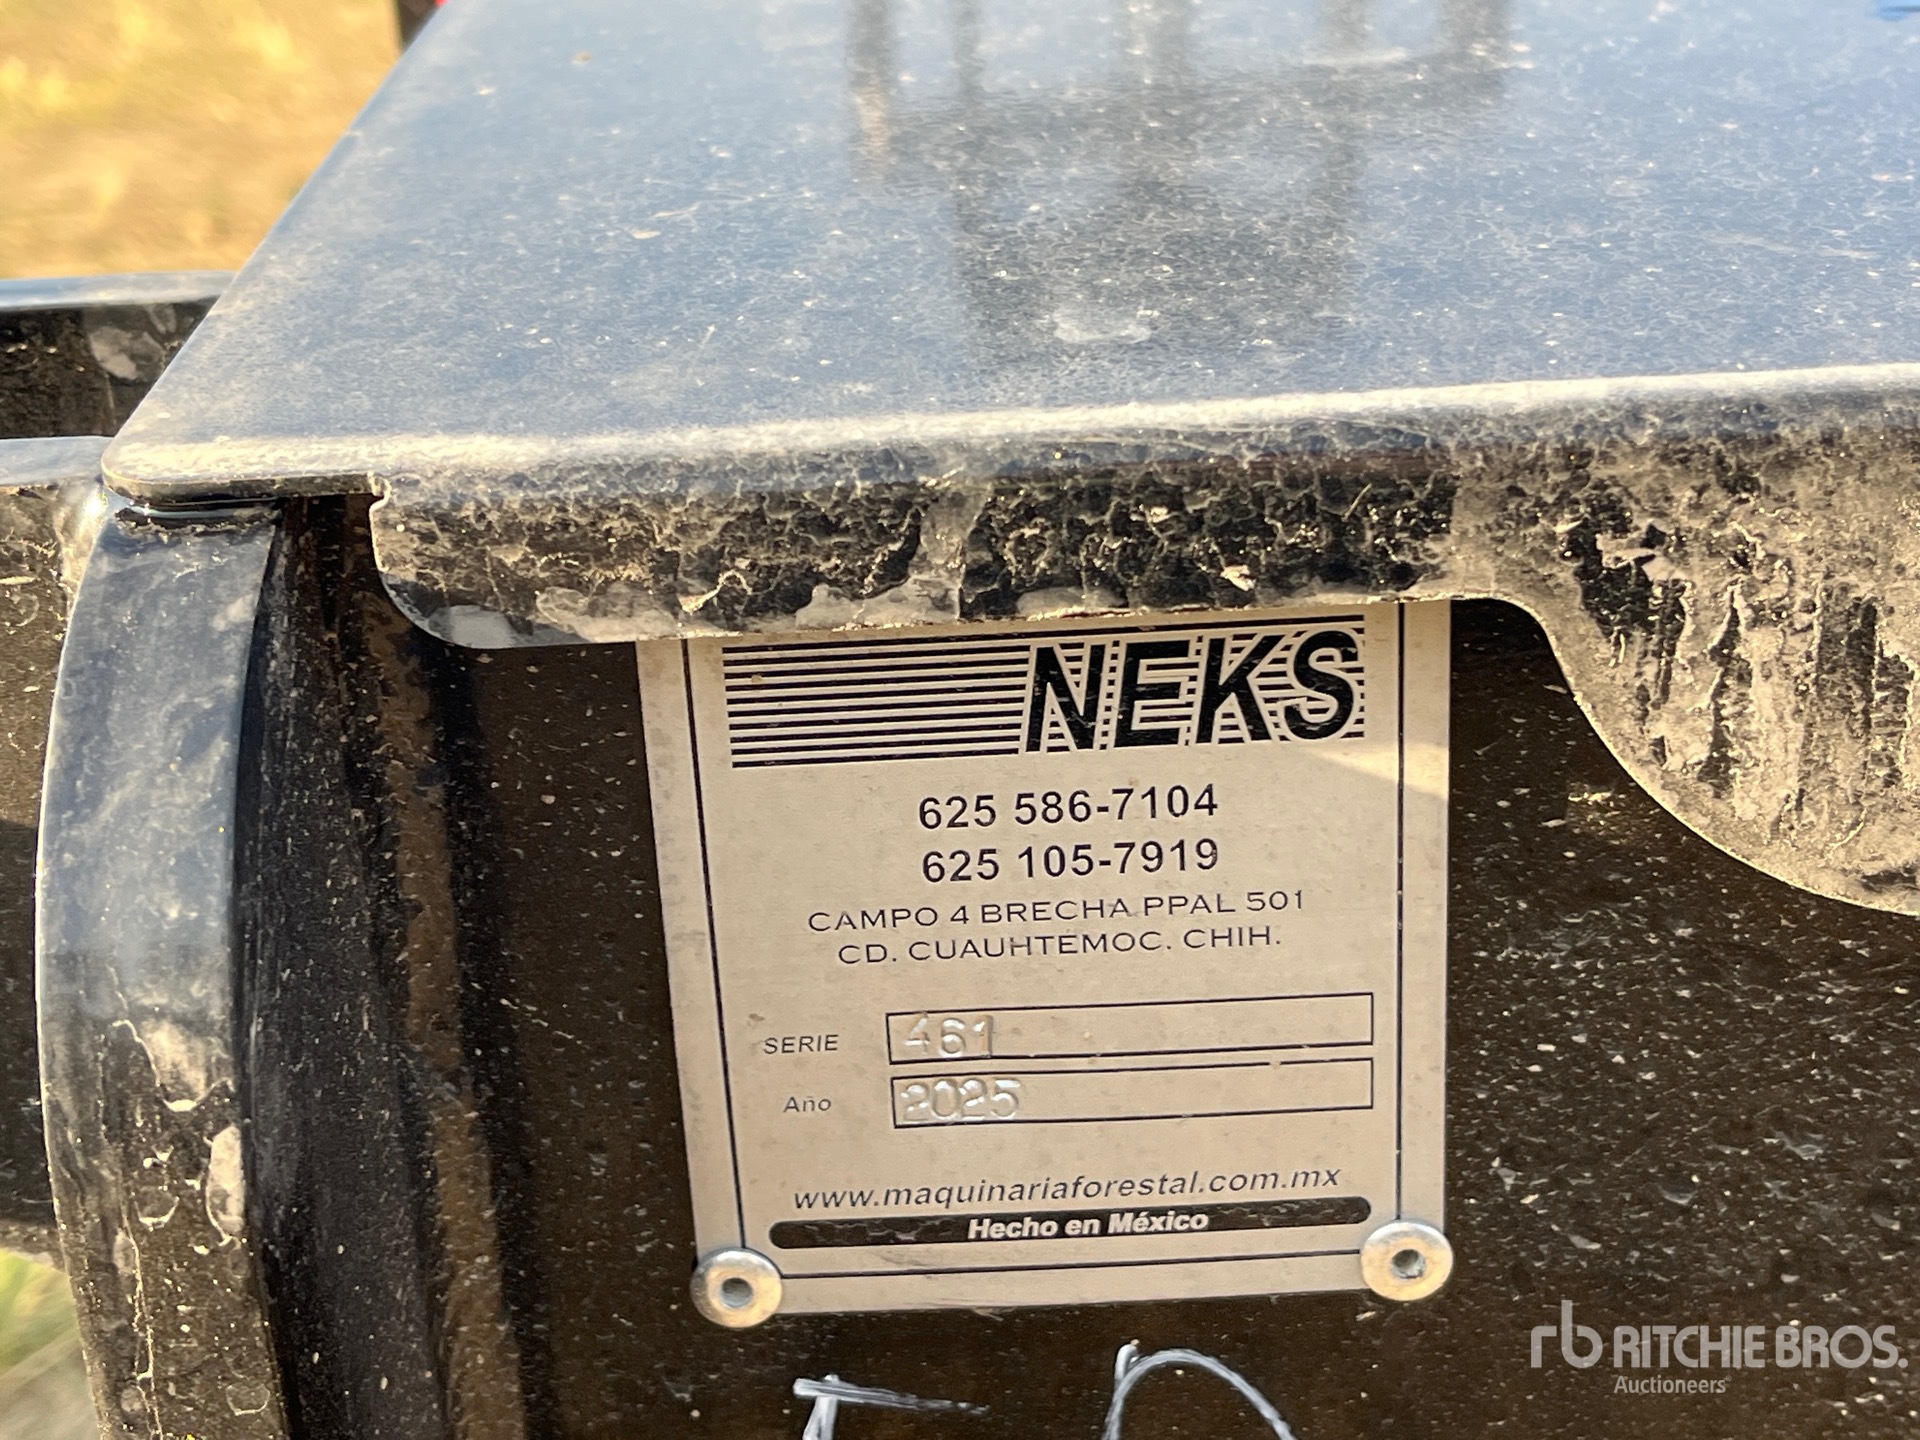 NEKS
625 586-7104
625 105-7919
CAMPO 4 BRECHA PPAL 501
CD. CUAUHTEMOC. CHIH.
SERIE 461
Año 2025
www.maquinariaforestal.com.mx
Hecho en México
rb RITCHIE BROS.
Auctioneers